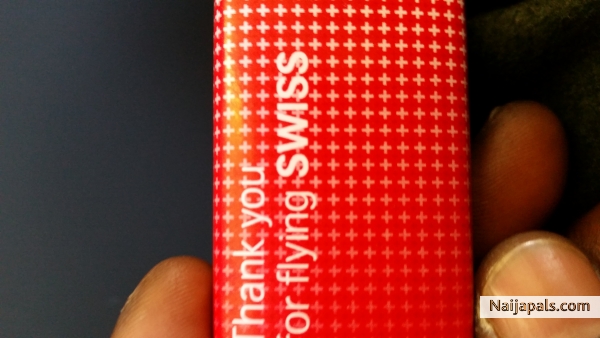 Thank you
for flying SWISS
Naijapals.com